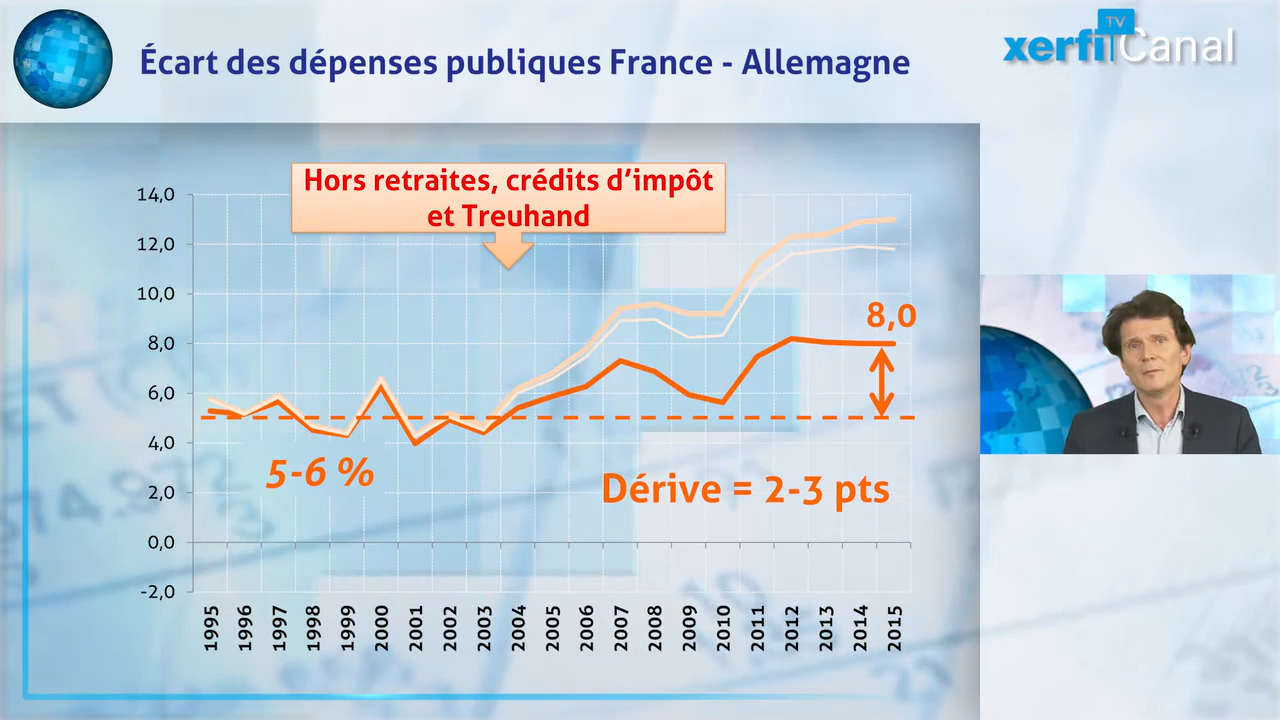 Écart des dépenses publiques France - Allemagne
xerfi TV Canal
Hors retraites, crédits d'impôt
et Treuhand
14,0
12,0
10,0
8,0
6,0
4,0
2,0
0,0
-2,0
8,0
5-6 %
Dérive = 2-3 pts
1995 1996 1997 1998 1999 2000 2001 2002 2003 2004 2005 2006 2007 2008 2009 2010 2011 2012 2013 2014 2015